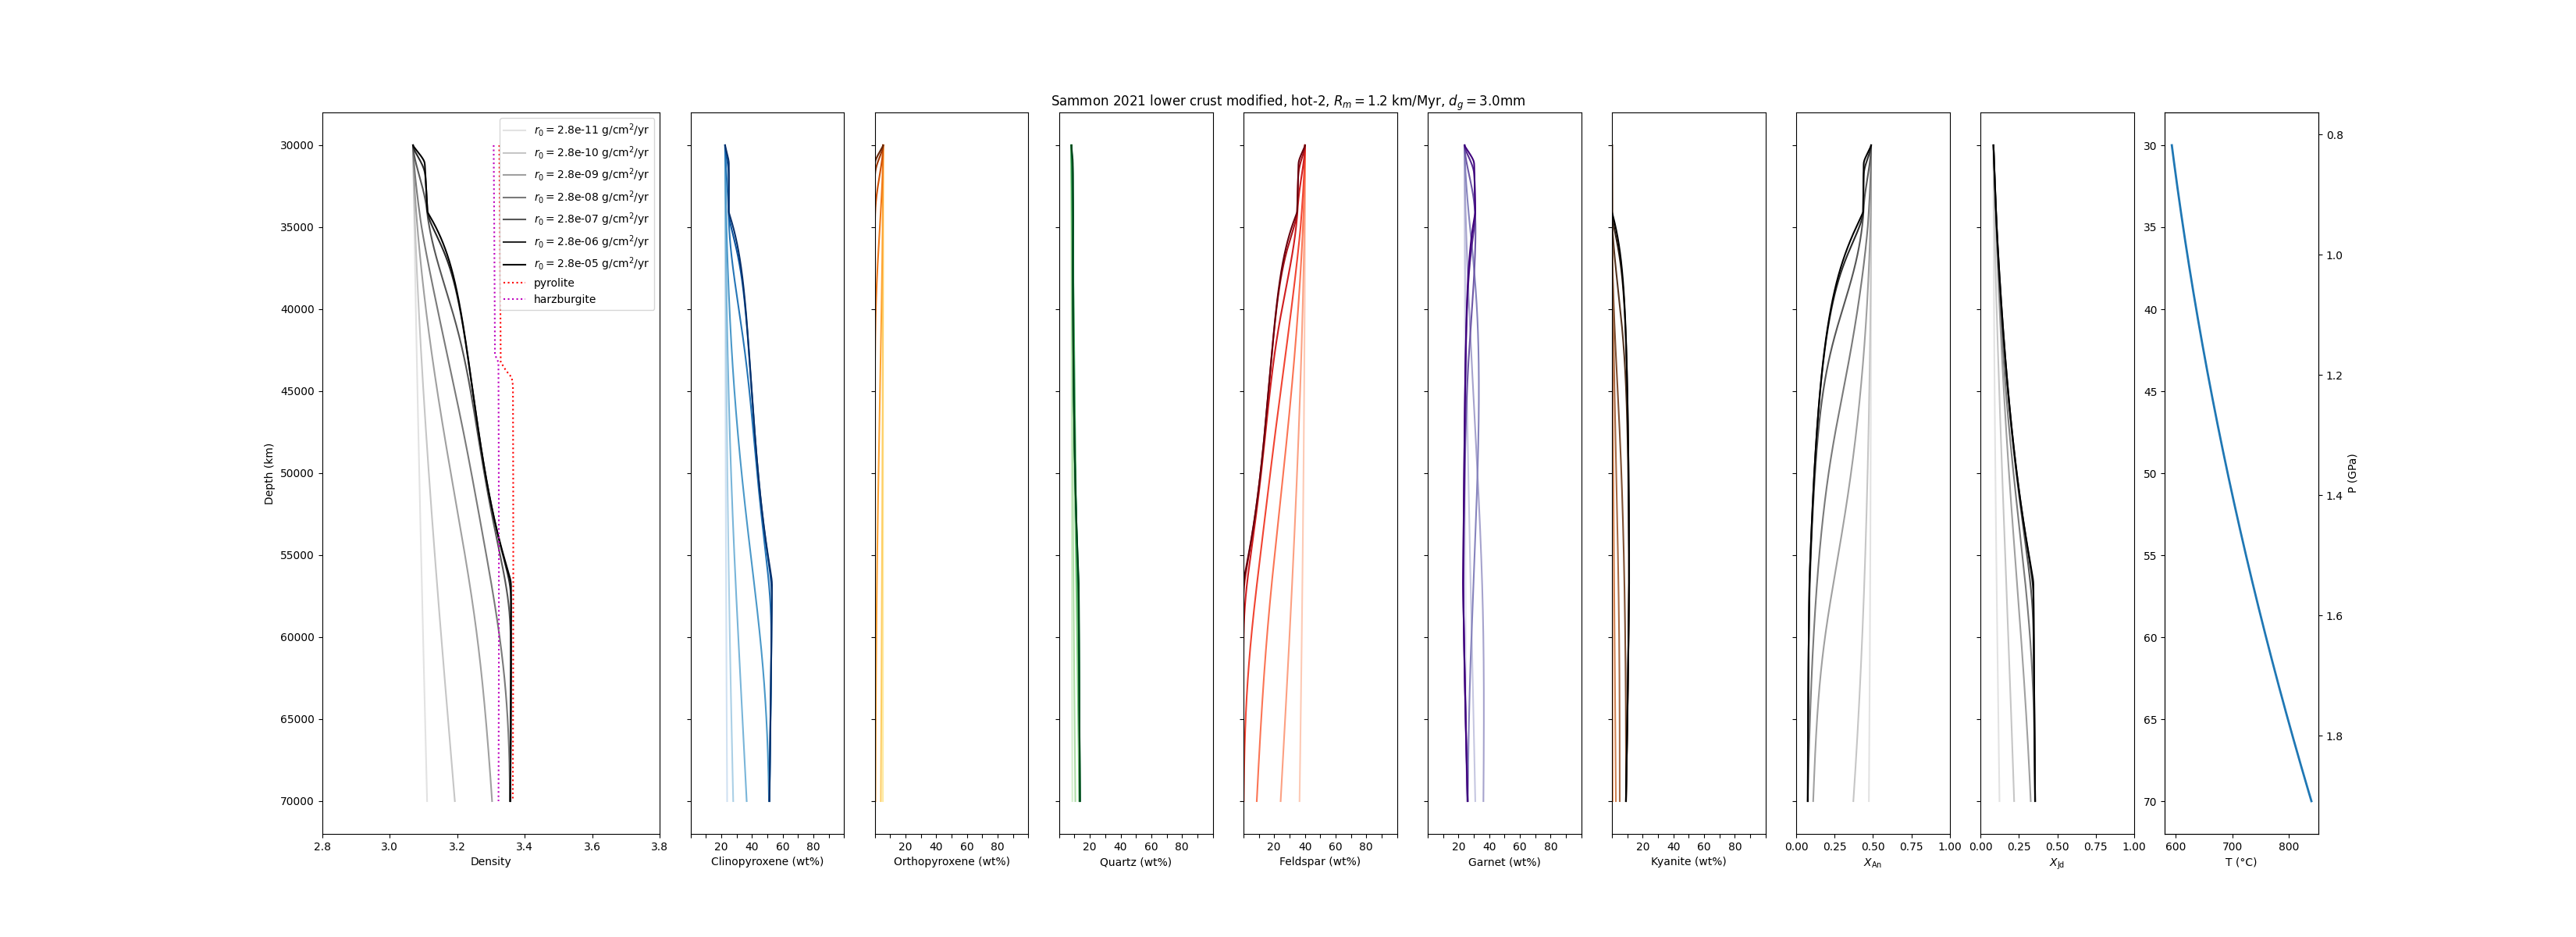 Sammon 2021 lower crust modified, hot-2, $R_m = 1.2$ km/Myr, $d_g = 3.0$mm
$r_0 = $ 2.8e-11 g/cm$^2$/yr
$r_0 = $ 2.8e-10 g/cm$^2$/yr
$r_0 = $ 2.8e-09 g/cm$^2$/yr
$r_0 = $ 2.8e-08 g/cm$^2$/yr
$r_0 = $ 2.8e-07 g/cm$^2$/yr
$r_0 = $ 2.8e-06 g/cm$^2$/yr
$r_0 = $ 2.8e-05 g/cm$^2$/yr
pyrolite
harzburgite
Depth (km)
30000
35000
40000
45000
50000
55000
60000
65000
70000
2.8 3.0 3.2 3.4 3.6 3.8
Density
20 40 60 80
Clinopyroxene (wt%)
20 40 60 80
Orthopyroxene (wt%)
20 40 60 80
Quartz (wt%)
20 40 60 80
Feldspar (wt%)
20 40 60 80
Garnet (wt%)
20 40 60 80
Kyanite (wt%)
0.00 0.25 0.50 0.75 1.00
$X_{An}$
0.00 0.25 0.50 0.75 1.00
$X_{Jd}$
30
35
40
45
50
55
60
65
70
600 700 800
T (°C)
0.8
1.0
1.2
1.4
1.6
1.8
P (GPa)